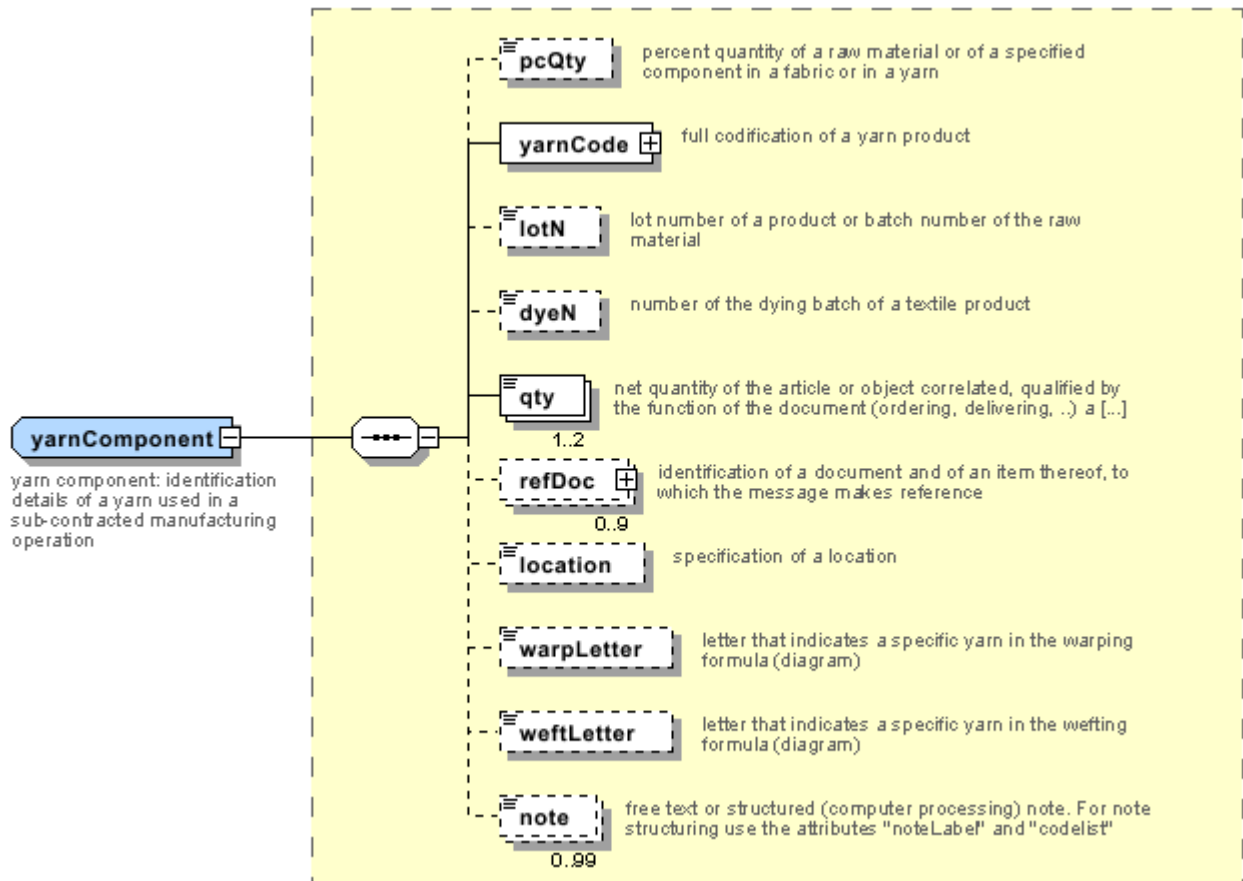 pcQty
percent quantity of a raw material or of a specified
component in a fabric or in a yarn
yarnCode
full codification of a yarn product
lotN
lot number of a product or batch number of the raw
material
dyeN
number of the dying batch of a textile product
qty
net quantity of the article or object correlated, qualified by
the function of the document (ordering, delivering, ..) a [...]
1..2
yarnComponent
yarn component: identification
details of a yarn used in a
sub-contracted manufacturing
operation
refDoc
identification of a document and of an item thereof, to
which the message makes reference
0..9
location
specification of a location
warpLetter
letter that indicates a specific yarn in the warping
formula (diagram)
weftLetter
letter that indicates a specific yarn in the wefting
formula (diagram)
note
free text or structured (computer processing) note. For note
structuring use the attributes "noteLabel" and "codelist"
0..99